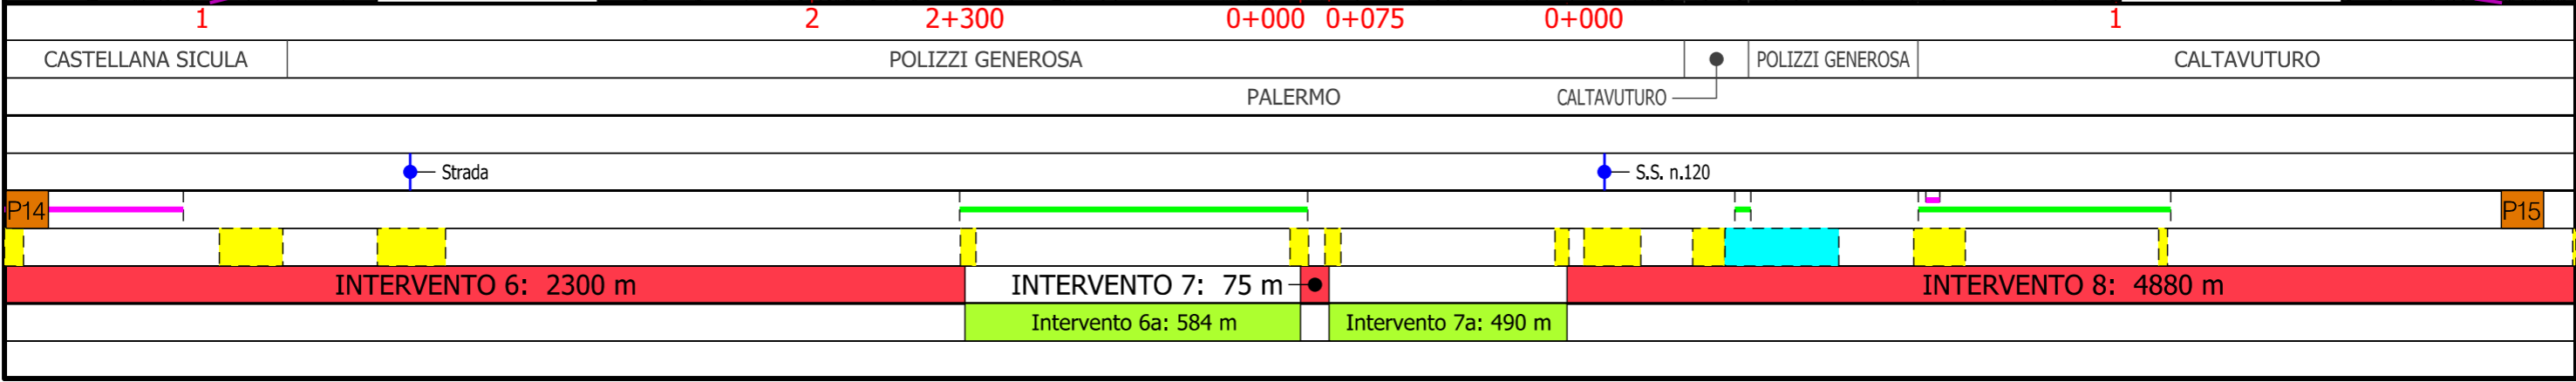 1 2 2+300 0+000 0+075 0+000 1
CASTELLANA SICULA POLIZZI GENEROSA POLIZZI GENEROSA CALTAVUTURO
PALERMO CALTAVUTURO
Strada S.S. n.120
P14 P15
INTERVENTO 6: 2300 m INTERVENTO 7: 75 m INTERVENTO 8: 4880 m
Intervento 6a: 584 m Intervento 7a: 490 m